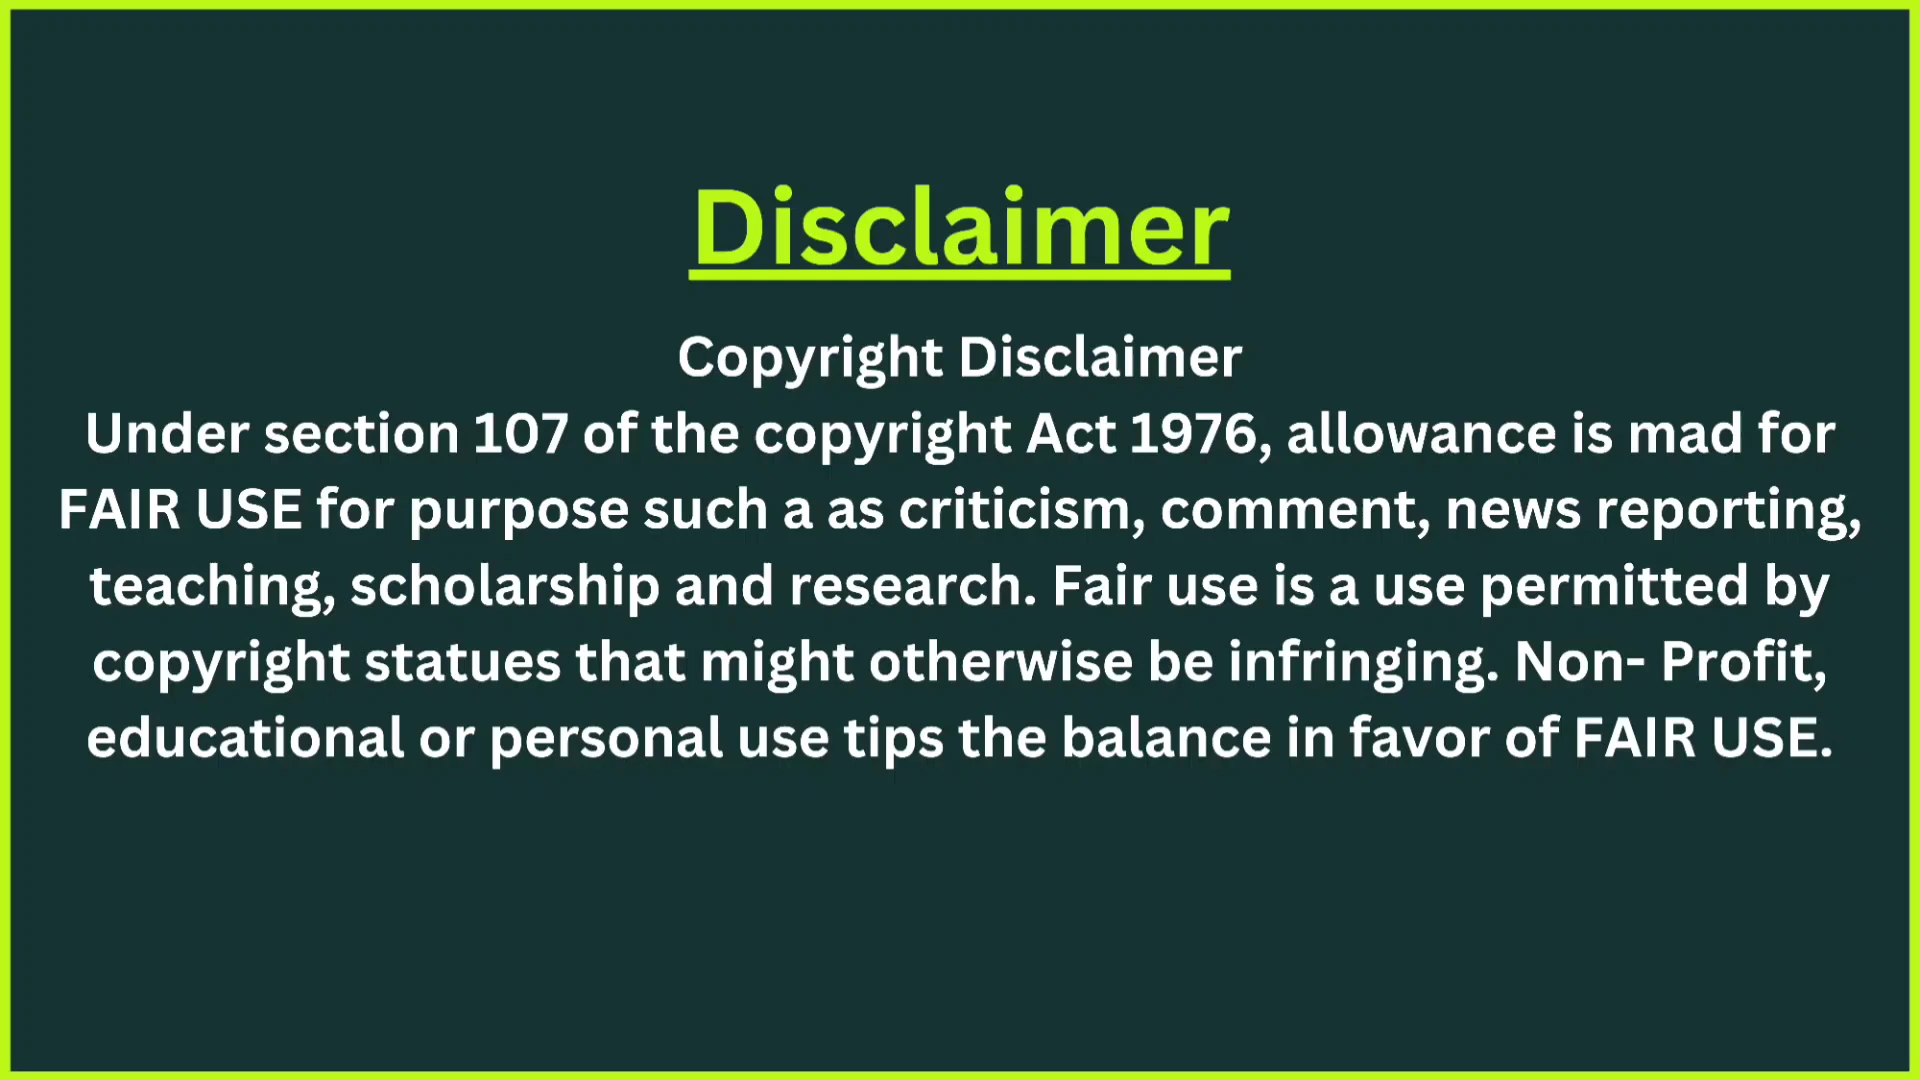 Disclaimer
Copyright Disclaimer
Under section 107 of the copyright Act 1976, allowance is mad for
FAIR USE for purpose such a as criticism, comment, news reporting,
teaching, scholarship and research. Fair use is a use permitted by
copyright statues that might otherwise be infringing. Non- Profit,
educational or personal use tips the balance in favor of FAIR USE.